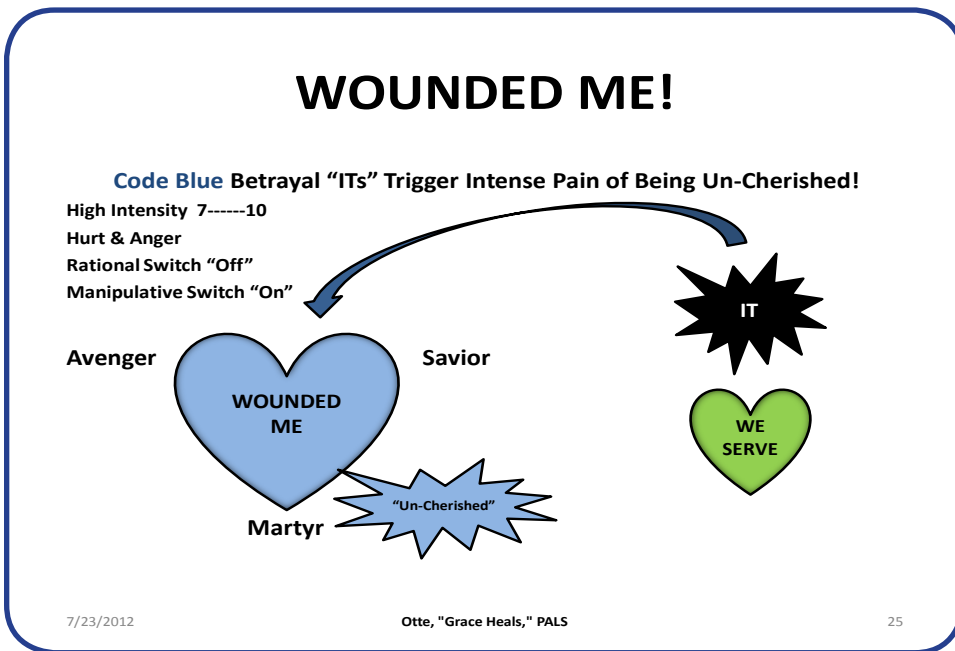 WOUNDED ME!
Code Blue Betrayal “ITs” Trigger Intense Pain of Being Un-Cherished!
High Intensity 7------10
Hurt & Anger
Rational Switch “Off”
Manipulative Switch “On”
IT
Avenger
Savior
WOUNDED
ME
WE
SERVE
“Un-Cherished”
Martyr
7/23/2012
Otte, "Grace Heals," PALS
25